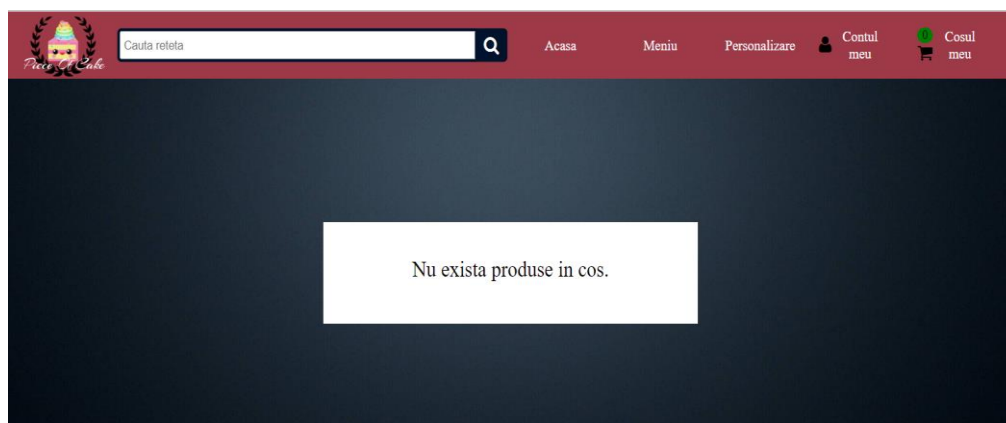 Piece Of Cake
Cauta reteta
Acasa
Meniu
Personalizare
Contul
meu
0
Cosul
meu
Nu exista produse in cos.